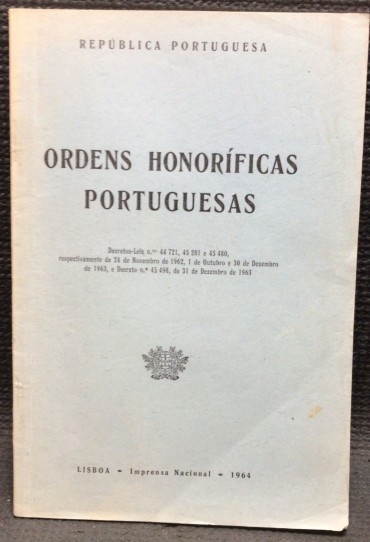 REPÚBLICA PORTUGUESA
ORDENS HONORÍFICAS
PORTUGUESAS
Decretos-Leis n.os 44 721, 45 281 e 45 480,
respectivamente de 24 de Novembro de 1962, 1 de Outubro e 30 de Dezembro
de 1963, e Decreto n.º 45 498, de 31 de Dezembro de 1963
LISBOA - Imprensa Nacional - 1964